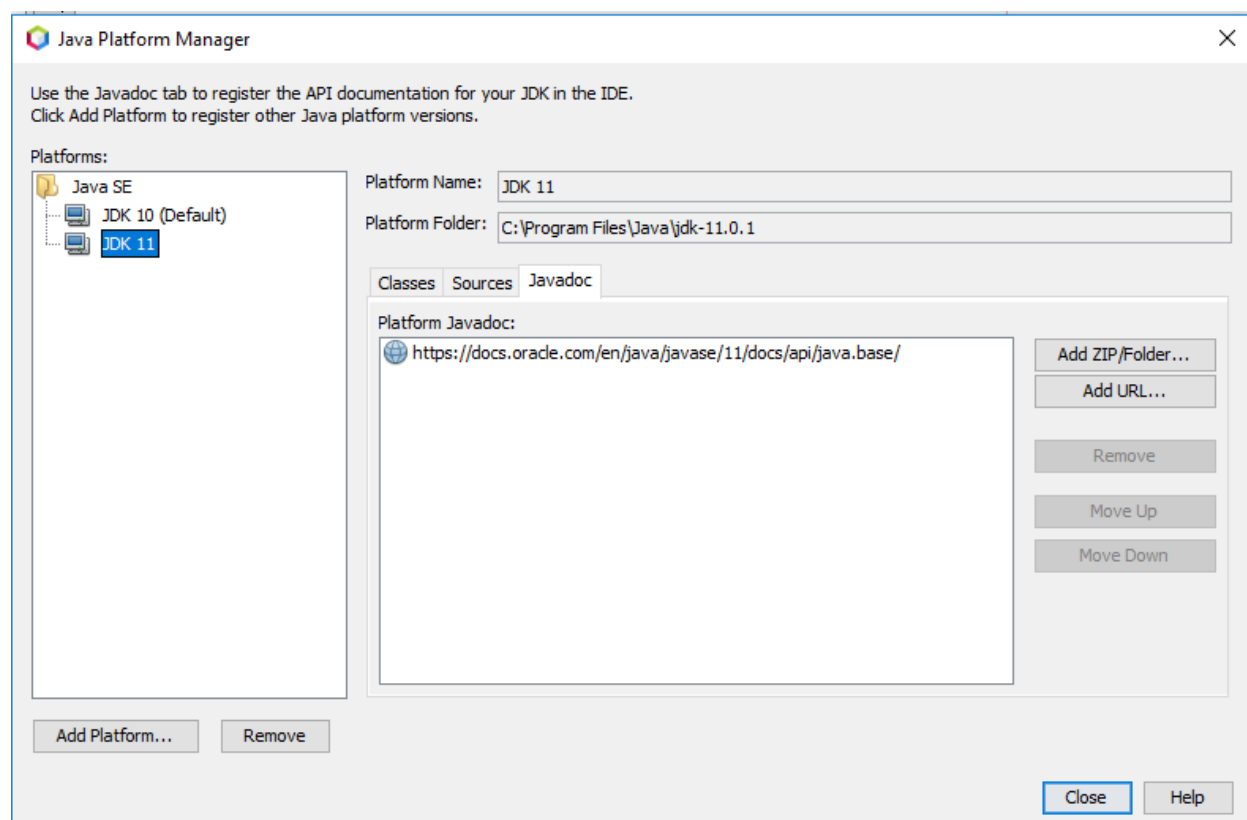 Java Platform Manager
Use the Javadoc tab to register the API documentation for your JDK in the IDE.
Click Add Platform to register other Java platform versions.
Platforms:
Java SE
JDK 10 (Default)
JDK 11
Platform Name: JDK 11
Platform Folder: C:\Program Files\Java\jdk-11.0.1
Classes Sources Javadoc
Platform Javadoc:
https://docs.oracle.com/en/java/javase/11/docs/api/java.base/
Add ZIP/Folder...
Add URL...
Remove
Move Up
Move Down
Add Platform... Remove
Close Help